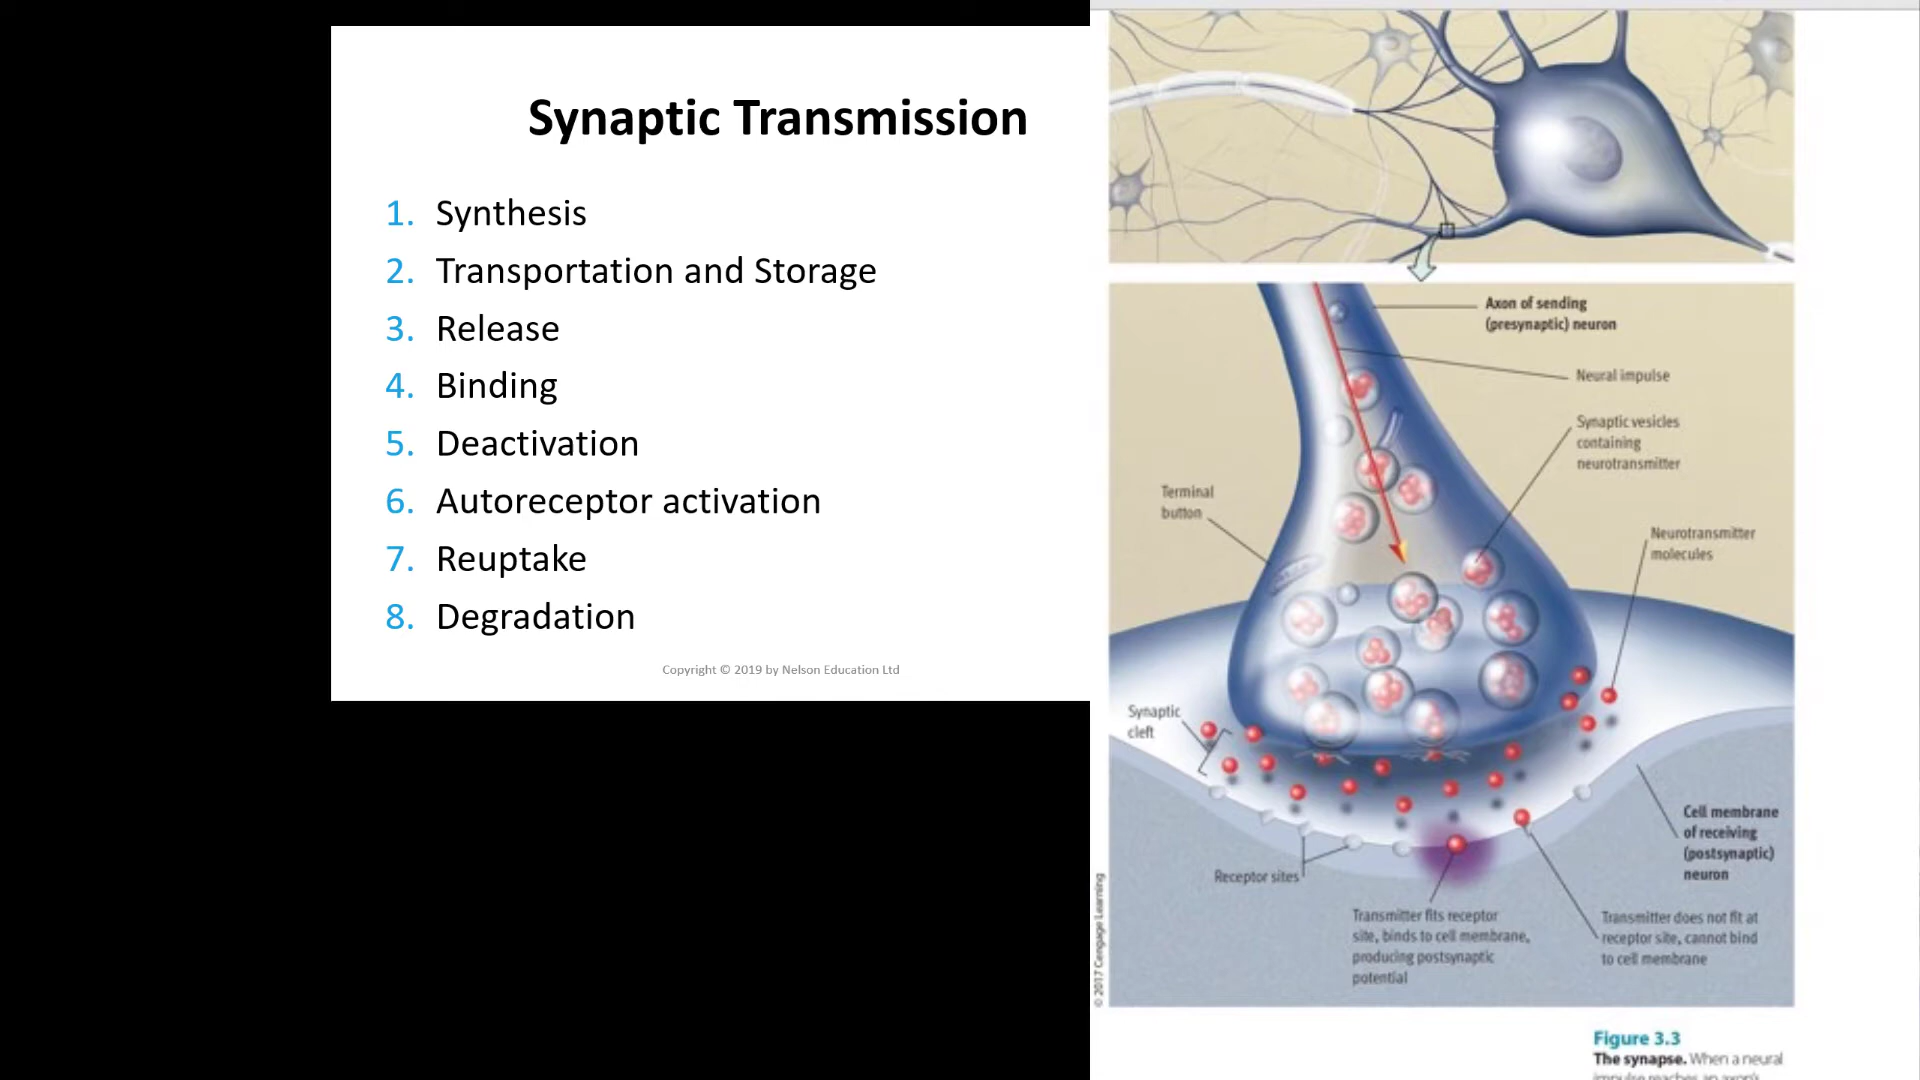 Synaptic Transmission
1. Synthesis
2. Transportation and Storage
3. Release
4. Binding
5. Deactivation
6. Autoreceptor activation
7. Reuptake
8. Degradation
Copyright © 2019 by Nelson Education Ltd
Axon of sending
(presynaptic) neuron
Neural impulse
Synaptic vesicles
containing
neurotransmitter
Terminal
button
Neurotransmitter
molecules
Synaptic
cleft
Cell membrane
of receiving
(postsynaptic)
neuron
Receptor sites
Transmitter fits receptor
site, binds to cell membrane,
producing postsynaptic
potential
Transmitter does not fit at
receptor site, cannot bind
to cell membrane
© 2017 Cengage Learning
Figure 3.3
The synapse. When a neural
impulse reaches an axon's